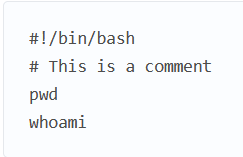 #!/bin/bash
# This is a comment
pwd
whoami